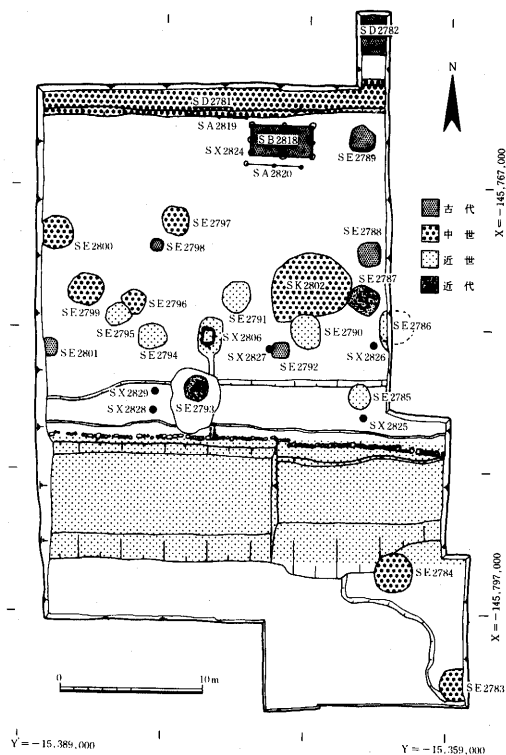 SD2782
N
SD2781
SA2819
SB2818
SX2824
SE2789
SA2820
X=-145,767,000
古代
中世
近世
近代
SE2797
SE2788
SE2800
SE2798
SE2787
SK2802
SE2799
SE2796
SE2791
SE2790
SE2786
SE2795
SE2794
SX2806
SX2827
SX2826
SE2801
SE2792
SX2829
SE2793
SE2785
SX2828
SX2825
SE2784
X=-145,797,000
0
10m
SE2783
Y=-15,389,000
Y=-15,359,000